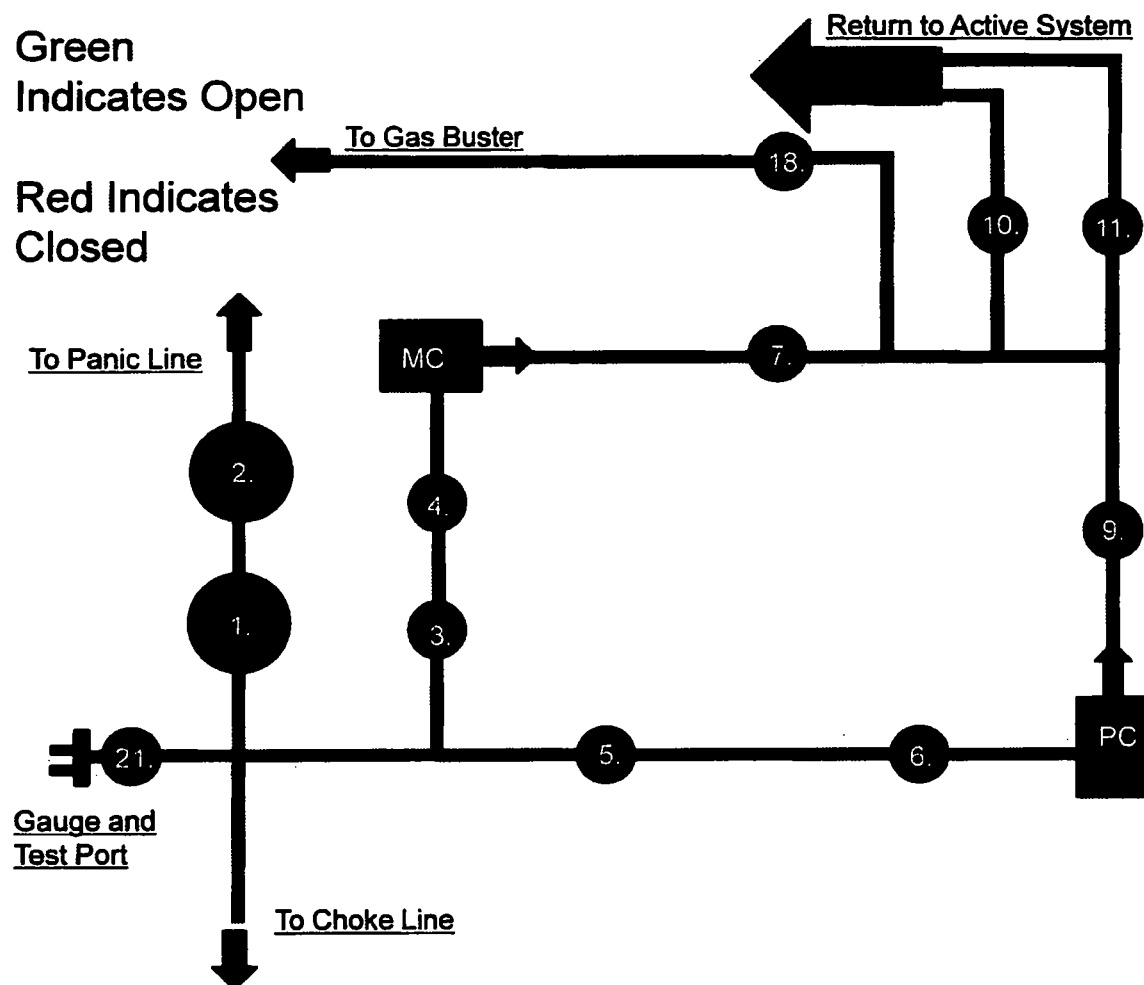 Green
Indicates Open
Red Indicates
Closed
Return to Active System
To Gas Buster
18.
10.
11.
To Panic Line
MC
7.
2.
4.
9.
1.
3.
21.
5.
6.
PC
Gauge and
Test Port
To Choke Line